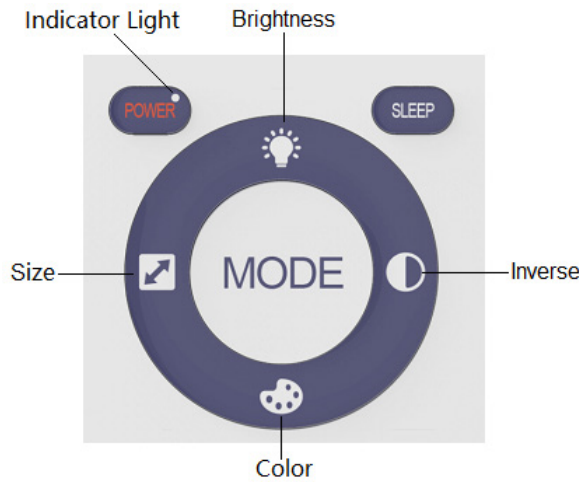 Indicator Light
Brightness
POWER
SLEEP
Size
MODE
Inverse
Color